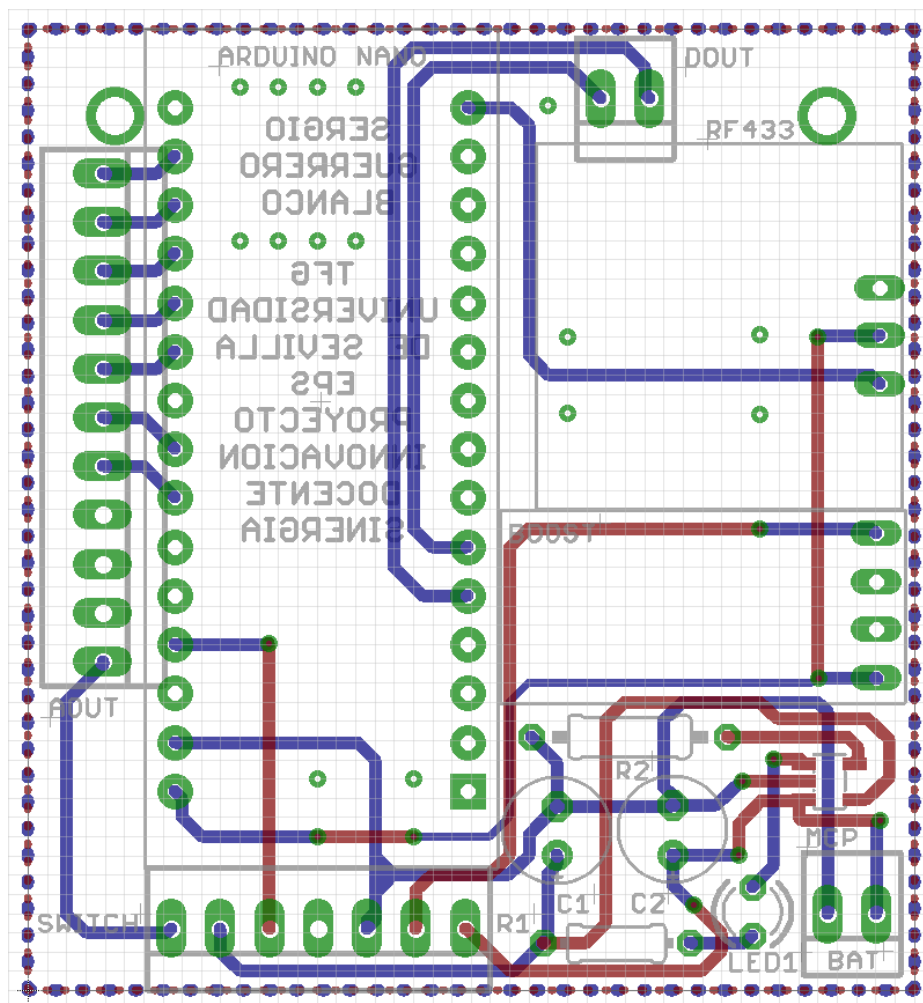 ARDUINO NANO
DOUT
RF433
SERGIO
GUERRERO
BLANCO
TFG
UNIVERSIDAD
DE SEVILLA
EPS
PROYECTO
INNOVACION
DOCENTE
SINERGIA
BOOST
AOUT
R2
MCP
SWITCH
R1
C1
C2
LED1
BAT